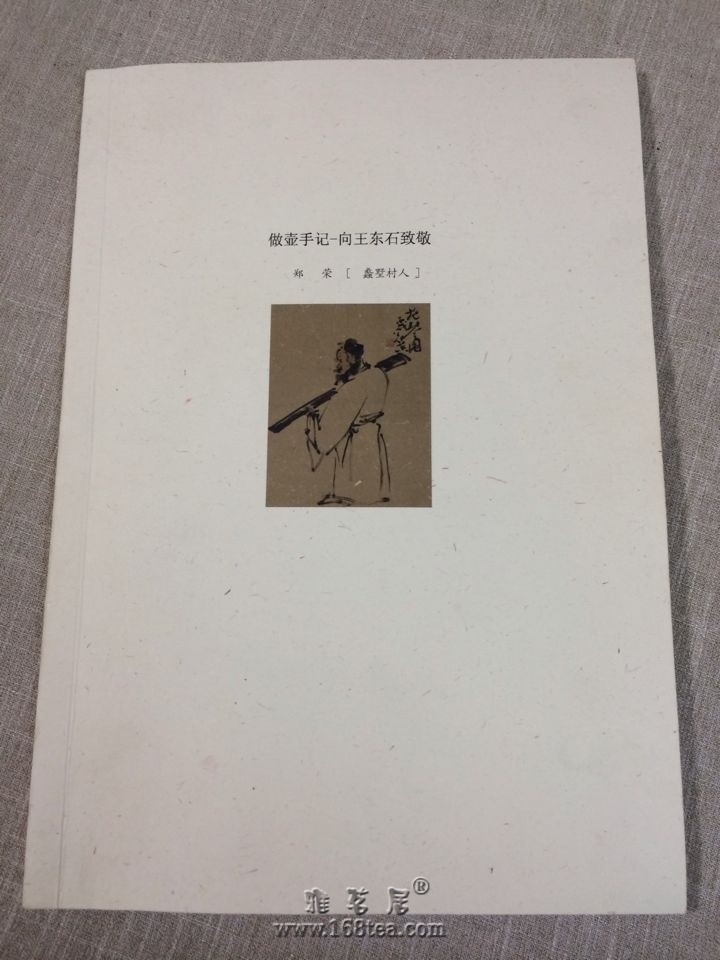 做壶手记-向王东石致敬
郑 荣 [ 蠡墅村人 ]
雅茗居®
www.168tea.com